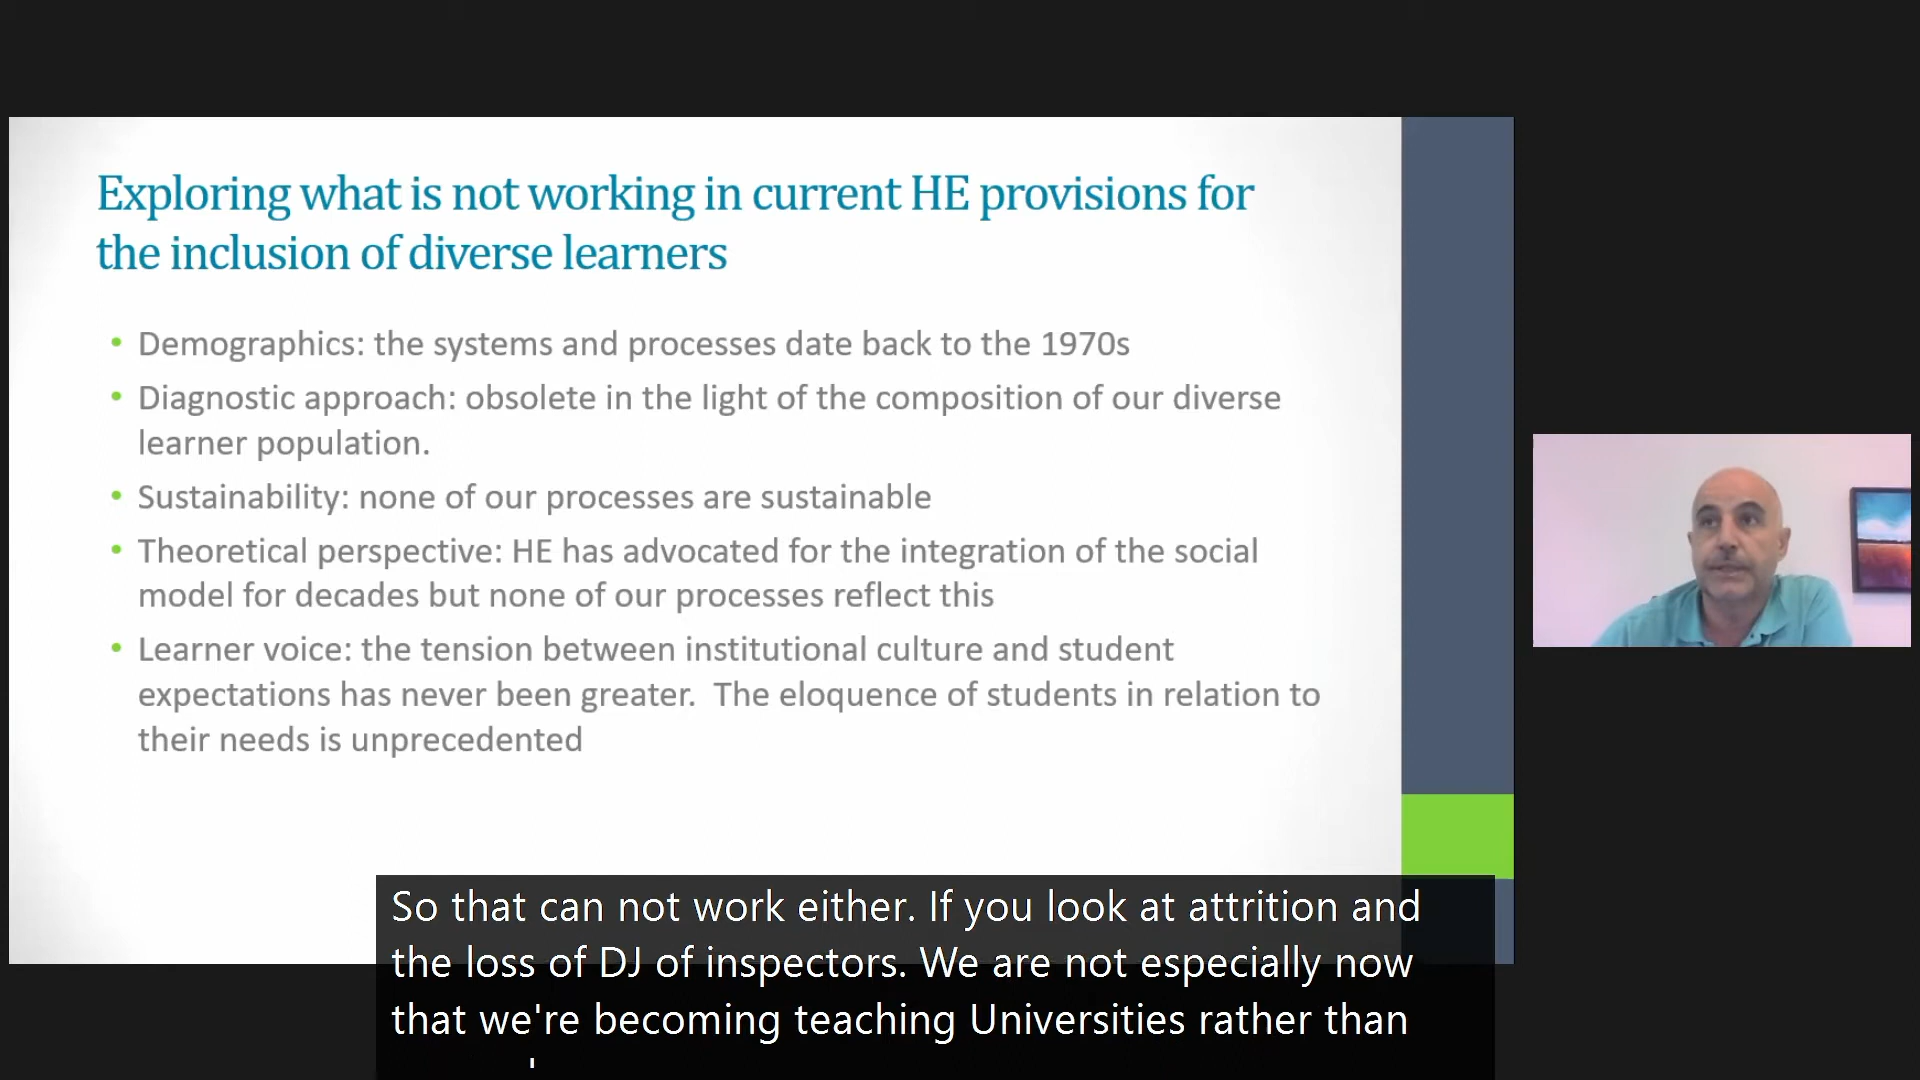 Exploring what is not working in current HE provisions for
the inclusion of diverse learners
• Demographics: the systems and processes date back to the 1970s
• Diagnostic approach: obsolete in the light of the composition of our diverse
learner population.
• Sustainability: none of our processes are sustainable
• Theoretical perspective: HE has advocated for the integration of the social
model for decades but none of our processes reflect this
• Learner voice: the tension between institutional culture and student
expectations has never been greater.  The eloquence of students in relation to
their needs is unprecedented
So that can not work either. If you look at attrition and
the loss of DJ of inspectors. We are not especially now
that we're becoming teaching Universities rather than